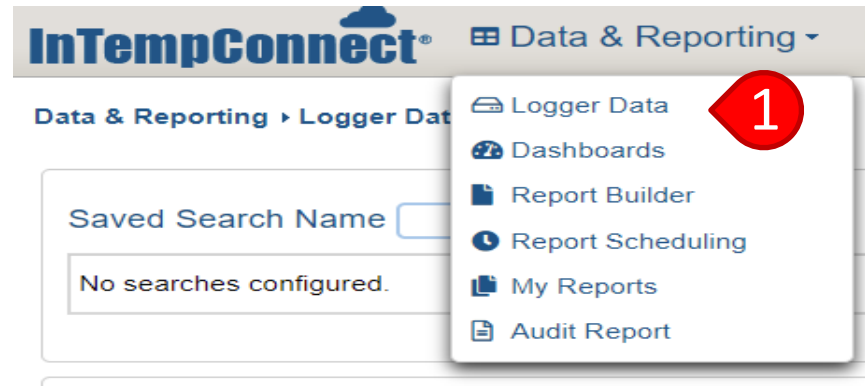 InTempConnect® Data & Reporting
Data & Reporting ▸ Logger Dat
Logger Data
1
Dashboards
Report Builder
Report Scheduling
My Reports
Audit Report
Saved Search Name
No searches configured.